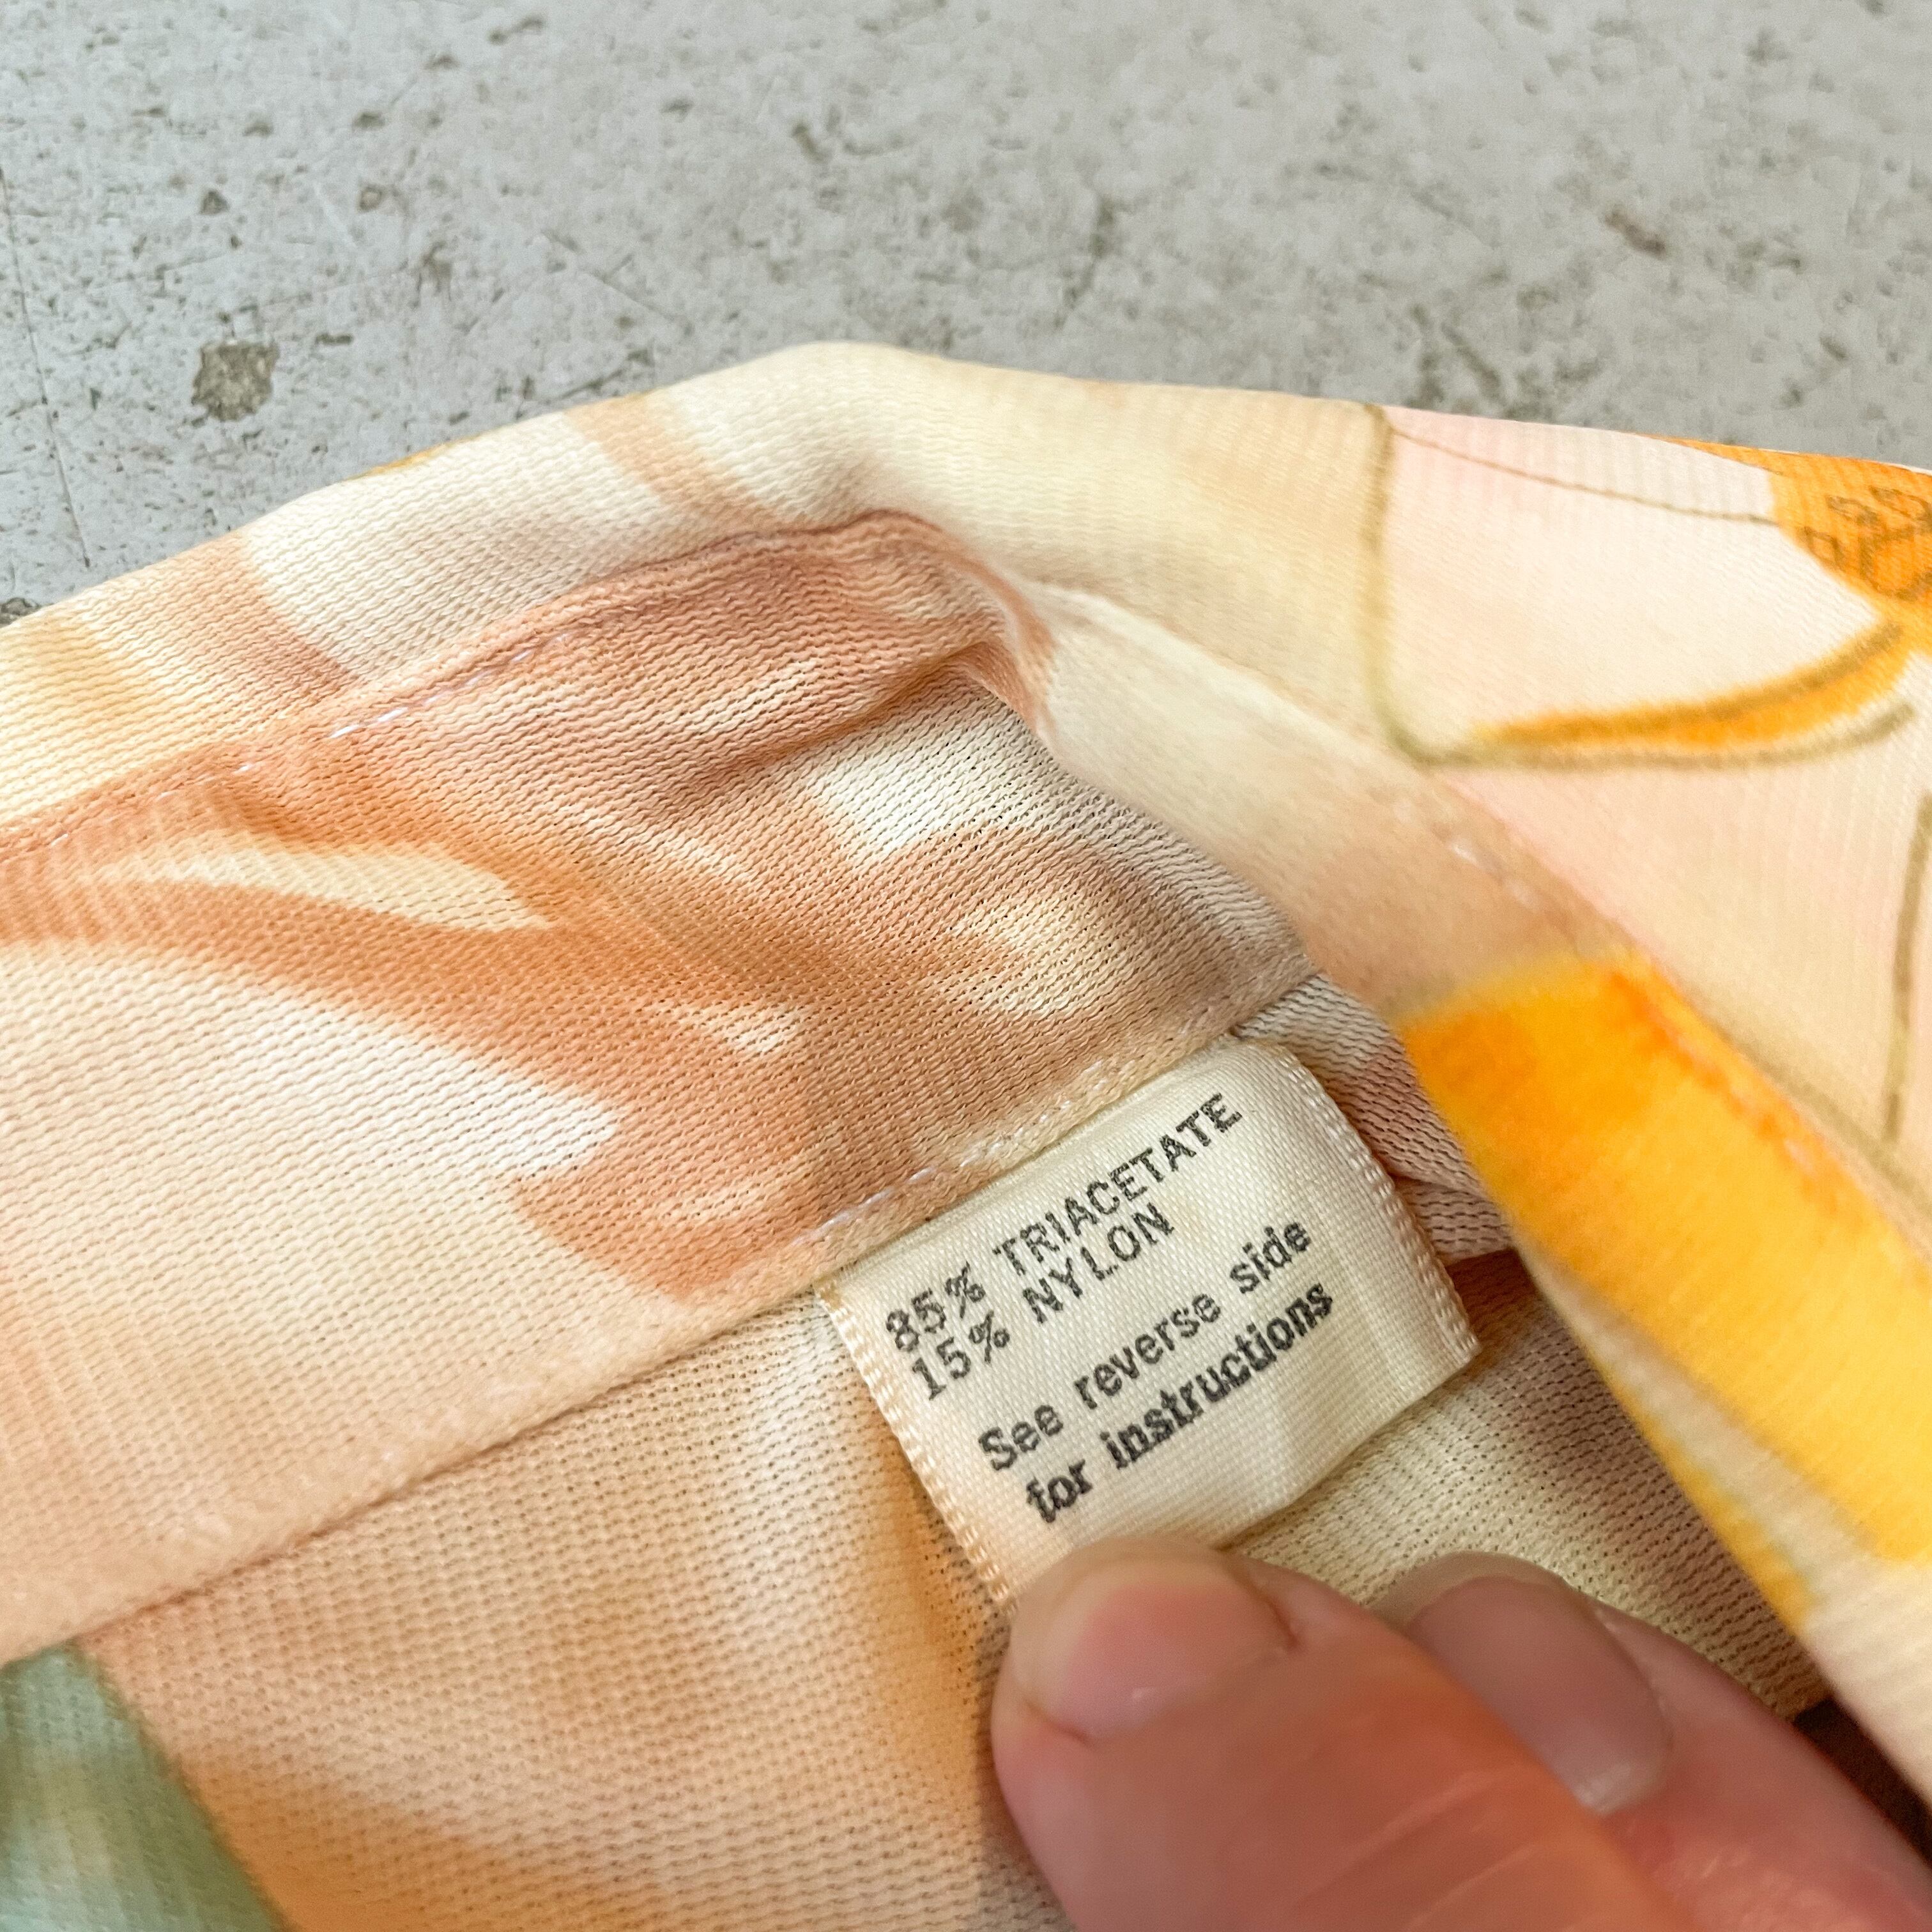 85% TRIACETATE
15% NYLON
See reverse side
for instructions